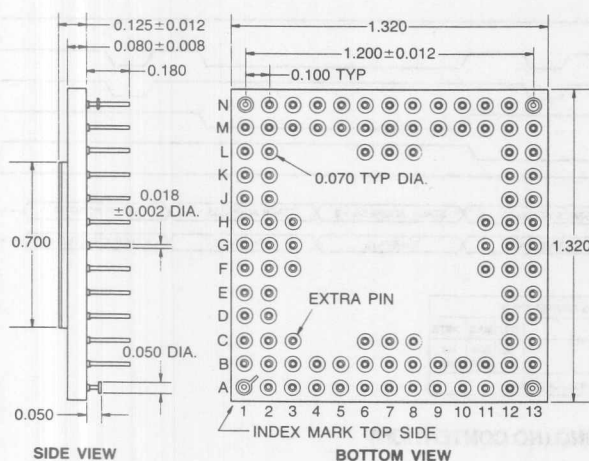 0.125±0.012
0.080±0.008
0.180
1.320
1.200±0.012
0.100 TYP
N
M
L
K
J
H
G
F
E
D
C
B
A
0.070 TYP DIA.
0.018
±0.002 DIA.
0.700
1.320
EXTRA PIN
0.050 DIA.
0.050
1 2 3 4 5 6 7 8 9 10 11 12 13
INDEX MARK TOP SIDE
SIDE VIEW
BOTTOM VIEW